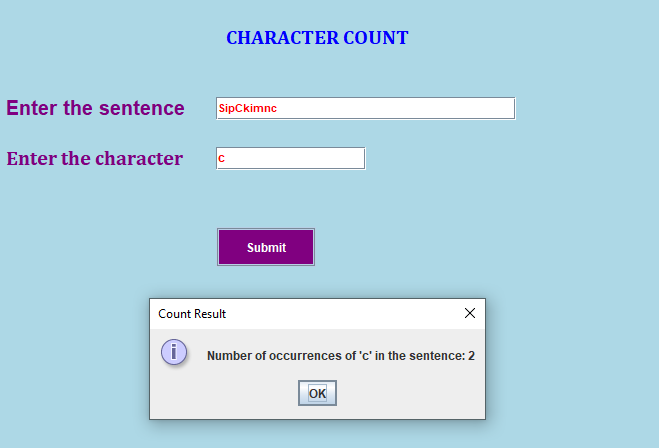 CHARACTER COUNT
Enter the sentence
SipCkimnc
Enter the character
c
Submit
Count Result
Number of occurrences of 'c' in the sentence: 2
OK